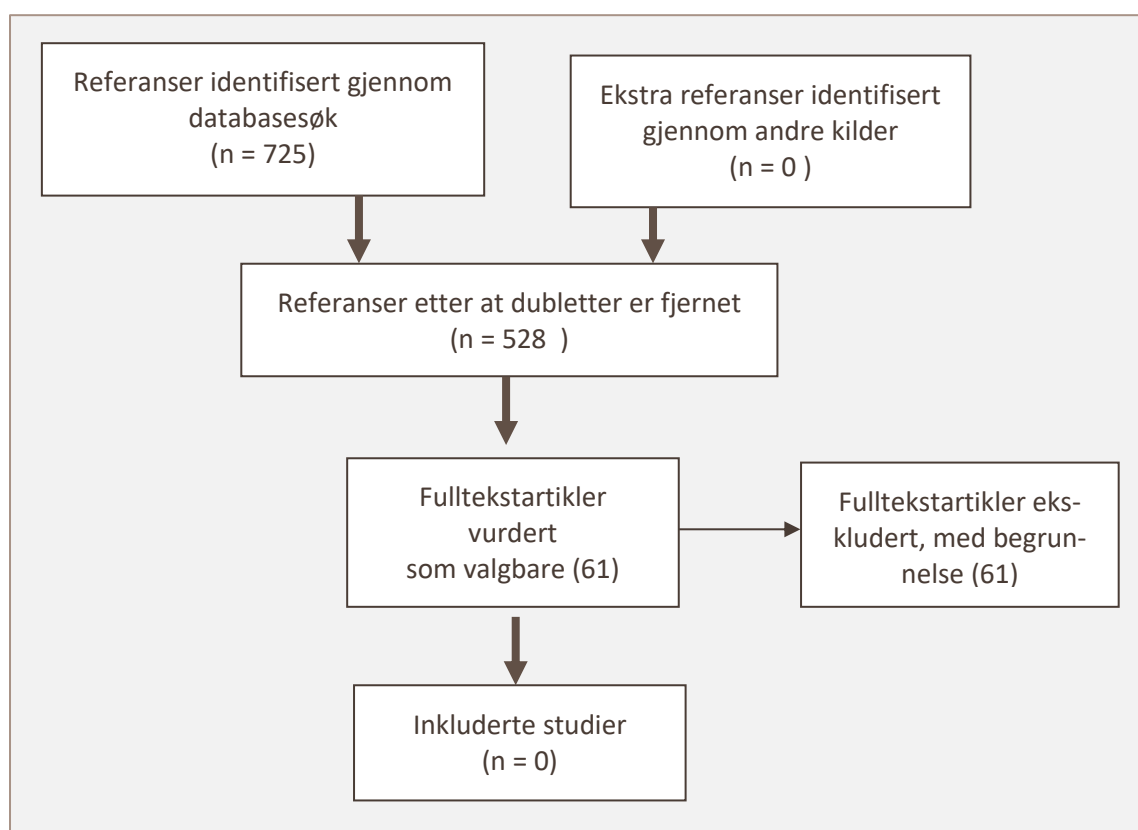 Referanser identifisert gjennom
databasesøk
(n = 725)
Ekstra referanser identifisert
gjennom andre kilder
(n = 0 )
Referanser etter at dubletter er fjernet
(n = 528  )
Fulltekstartikler
vurdert
som valgbare (61)
Fulltekstartikler eks-
kludert, med begrun-
nelse (61)
Inkluderte studier
(n = 0)